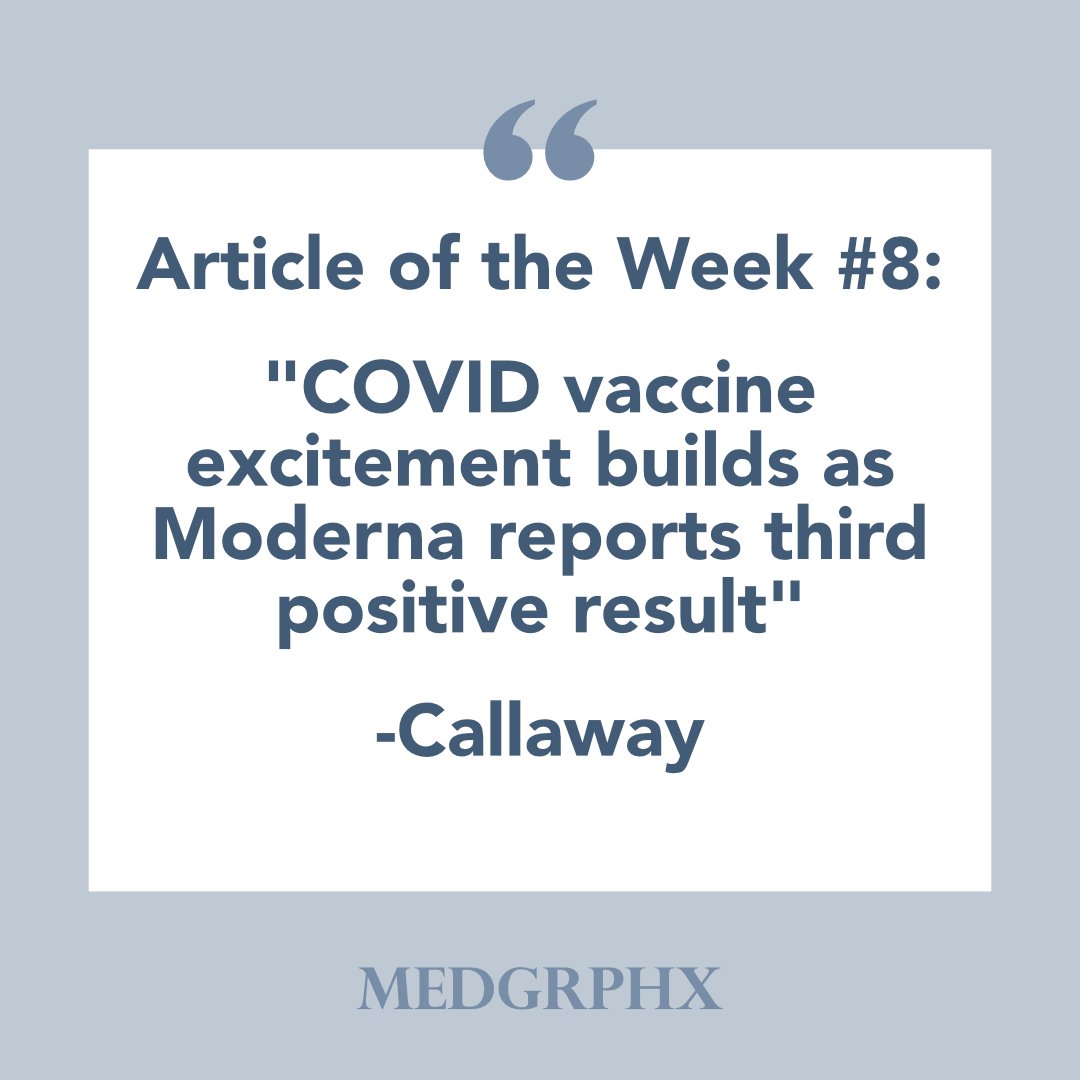 “
Article of the Week #8:
"COVID vaccine
excitement builds as
Moderna reports third
positive result"
-Callaway
MEDGRPHX